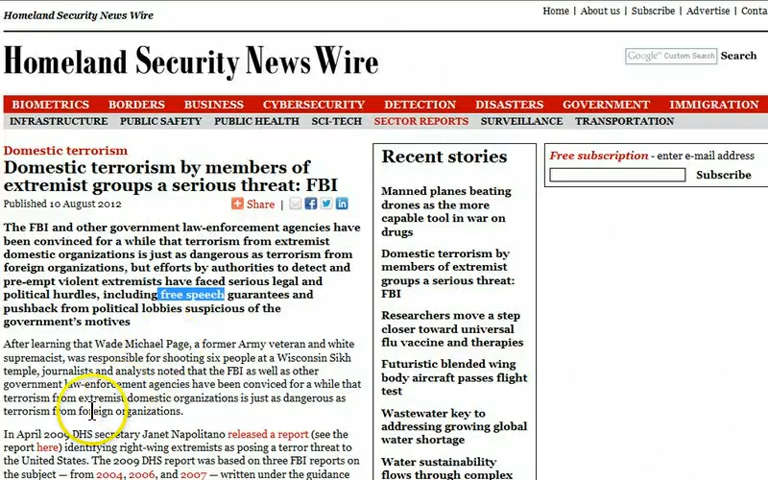 Homeland Security News Wire
Home | About us | Subscribe | Advertise | Conta
Homeland Security News Wire
Google™ Custom Search Search
BIOMETRICS BORDERS BUSINESS CYBERSECURITY DETECTION DISASTERS GOVERNMENT IMMIGRATION
INFRASTRUCTURE PUBLIC SAFETY PUBLIC HEALTH SCI-TECH SECTOR REPORTS SURVEILLANCE TRANSPORTATION
Domestic terrorism
Domestic terrorism by members of
extremist groups a serious threat: FBI
Published 10 August 2012
Share |
The FBI and other government law-enforcement agencies have
been convinced for a while that terrorism from extremist
domestic organizations is just as dangerous as terrorism from
foreign organizations, but efforts by authorities to detect and
pre-empt violent extremists have faced serious legal and
political hurdles, including free speech guarantees and
pushback from political lobbies suspicious of the
government's motives
After learning that Wade Michael Page, a former Army veteran and white
supremacist, was responsible for shooting six people at a Wisconsin Sikh
temple, journalists and analysts noted that the FBI as well as other
government law-enforcement agencies have been conviced for a while that
terrorism from extremist domestic organizations is just as dangerous as
terrorism from foreign organizations.
In April 2009 DHS secretary Janet Napolitano released a report (see the
report here) identifying right-wing extremists as posing a terror threat to
the United States. The 2009 DHS report was based on three FBI reports on
the subject — from 2004, 2006, and 2007 — written under the guidance
Recent stories
Manned planes beating
drones as the more
capable tool in war on
drugs
Domestic terrorism by
members of extremist
groups a serious threat:
FBI
Researchers move a step
closer toward universal
flu vaccine and therapies
Futuristic blended wing
body aircraft passes flight
test
Wastewater key to
addressing growing global
water shortage
Water sustainability
flows through complex
Free subscription - enter e-mail address
Subscribe